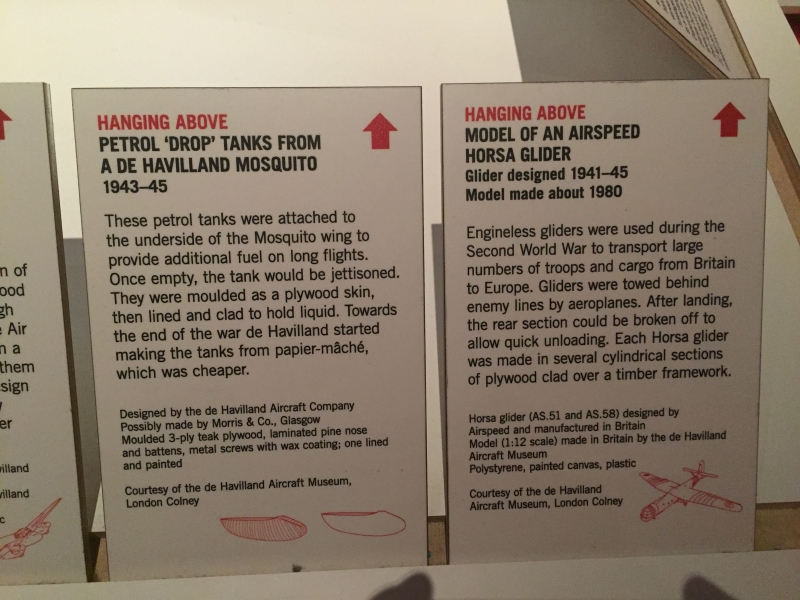 n of
ood
gh
Air
n a
them
sign
er
villand
villand
c
HANGING ABOVE
PETROL ‘DROP’ TANKS FROM
A DE HAVILLAND MOSQUITO
1943–45
These petrol tanks were attached to
the underside of the Mosquito wing to
provide additional fuel on long flights.
Once empty, the tank would be jettisoned.
They were moulded as a plywood skin,
then lined and clad to hold liquid. Towards
the end of the war de Havilland started
making the tanks from papier-mâché,
which was cheaper.
Designed by the de Havilland Aircraft Company
Possibly made by Morris & Co., Glasgow
Moulded 3-ply teak plywood, laminated pine nose
and battens, metal screws with wax coating; one lined
and painted
Courtesy of the de Havilland Aircraft Museum,
London Colney
HANGING ABOVE
MODEL OF AN AIRSPEED
HORSA GLIDER
Glider designed 1941–45
Model made about 1980
Engineless gliders were used during the
Second World War to transport large
numbers of troops and cargo from Britain
to Europe. Gliders were towed behind
enemy lines by aeroplanes. After landing,
the rear section could be broken off to
allow quick unloading. Each Horsa glider
was made in several cylindrical sections
of plywood clad over a timber framework.
Horsa glider (AS.51 and AS.58) designed by
Airspeed and manufactured in Britain
Model (1:12 scale) made in Britain by the de Havilland
Aircraft Museum
Polystyrene, painted canvas, plastic
Courtesy of the de Havilland
Aircraft Museum, London Colney